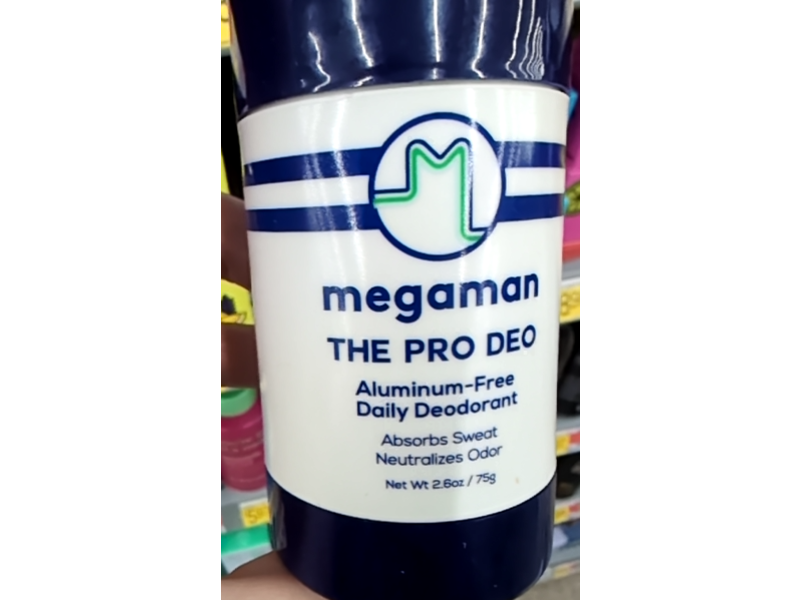 megaman
THE PRO DEO
Aluminum-Free
Daily Deodorant
Absorbs Sweat
Neutralizes Odor
Net Wt 2.6oz / 75g